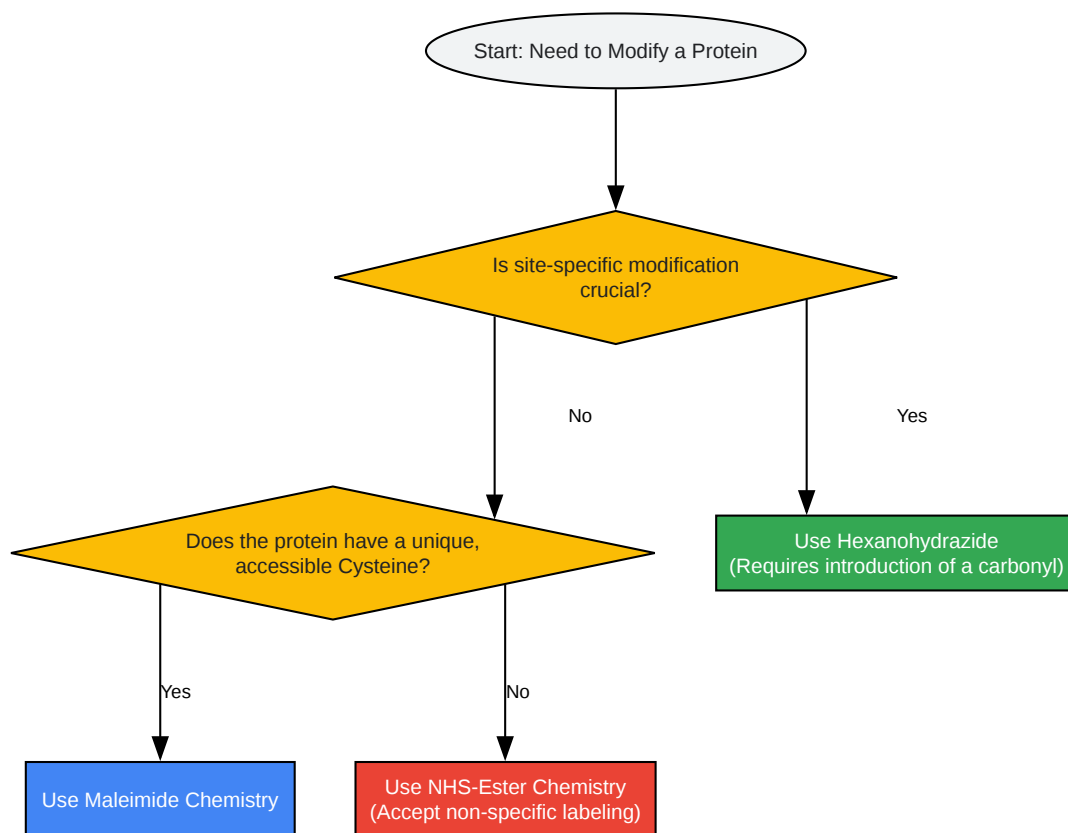 Start: Need to Modify a Protein
Is site-specific modification
crucial?
No
Yes
Does the protein have a unique,
accessible Cysteine?
Use Hexanohydrazide
(Requires introduction of a carbonyl)
Yes
No
Use Maleimide Chemistry
Use NHS-Ester Chemistry
(Accept non-specific labeling)